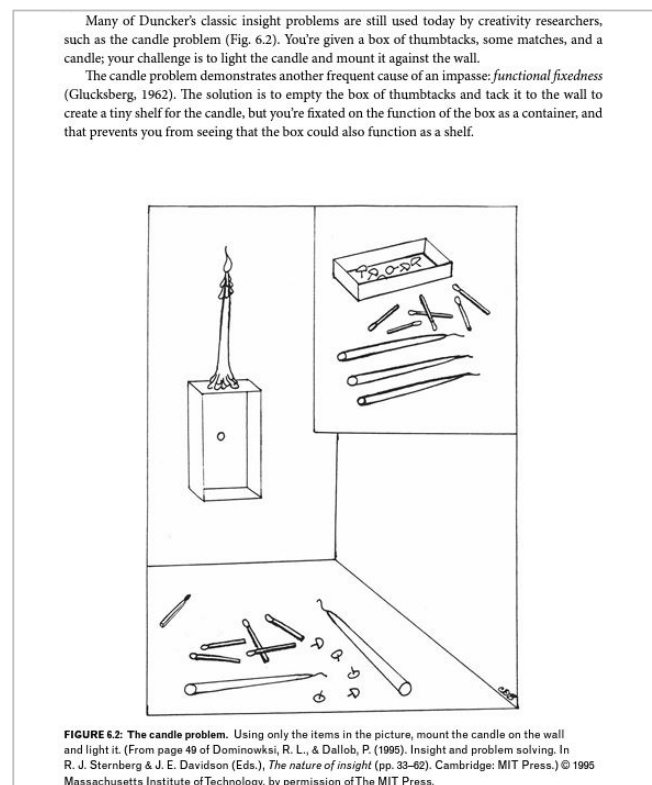 Many of Duncker's classic insight problems are still used today by creativity researchers,
such as the candle problem (Fig. 6.2). You're given a box of thumbtacks, some matches, and a
candle; your challenge is to light the candle and mount it against the wall.
The candle problem demonstrates another frequent cause of an impasse: functional fixedness
(Glucksberg, 1962). The solution is to empty the box of thumbtacks and tack it to the wall to
create a tiny shelf for the candle, but you're fixated on the function of the box as a container, and
that prevents you from seeing that the box could also function as a shelf.
FIGURE 6.2: The candle problem. Using only the items in the picture, mount the candle on the wall
and light it. (From page 49 of Dominowksi, R. L., & Dallob, P. (1995). Insight and problem solving. In
R. J. Sternberg & J. E. Davidson (Eds.), The nature of insight (pp. 33–62). Cambridge: MIT Press.) © 1995
Massachusetts Institute of Technology, by permission of The MIT Press.